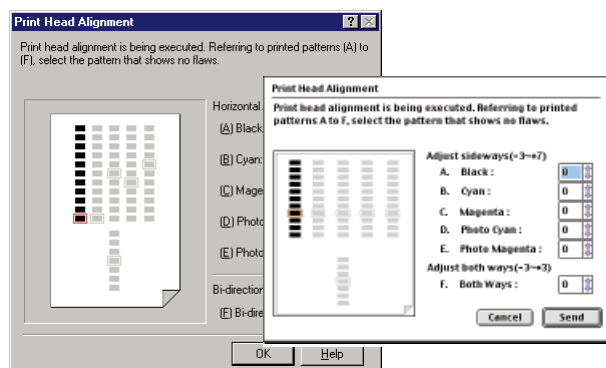 Print Head Alignment
Print head alignment is being executed. Referring to printed patterns (A) to
(F), select the pattern that shows no flaws.
Horizontal
(A) Black
(B) Cyan:
(C) Mage
(D) Photo
(E) Photo
Bi-direction
(F) Bi-dire
OK
Help
Print Head Alignment
Print head alignment is being executed. Referring to printed
patterns A to F, select the pattern that shows no flaws.
Adjust sideways(-3~+7)
A. Black : 0
B. Cyan : 0
C. Magenta : 0
D. Photo Cyan : 0
E. Photo Magenta : 0
Adjust both ways(-3~+3)
F. Both Ways : 0
Cancel
Send